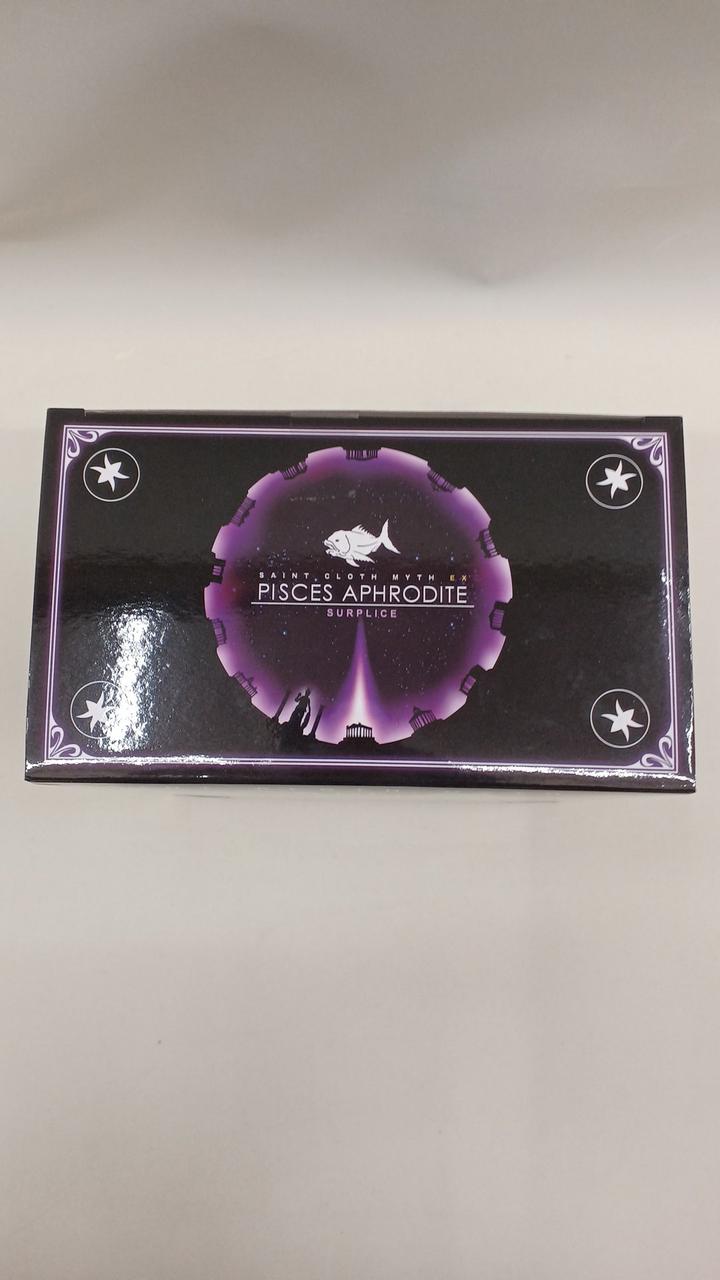 SAINT CLOTH MYTH EX
PISCES APHRODITE
SURPLICE